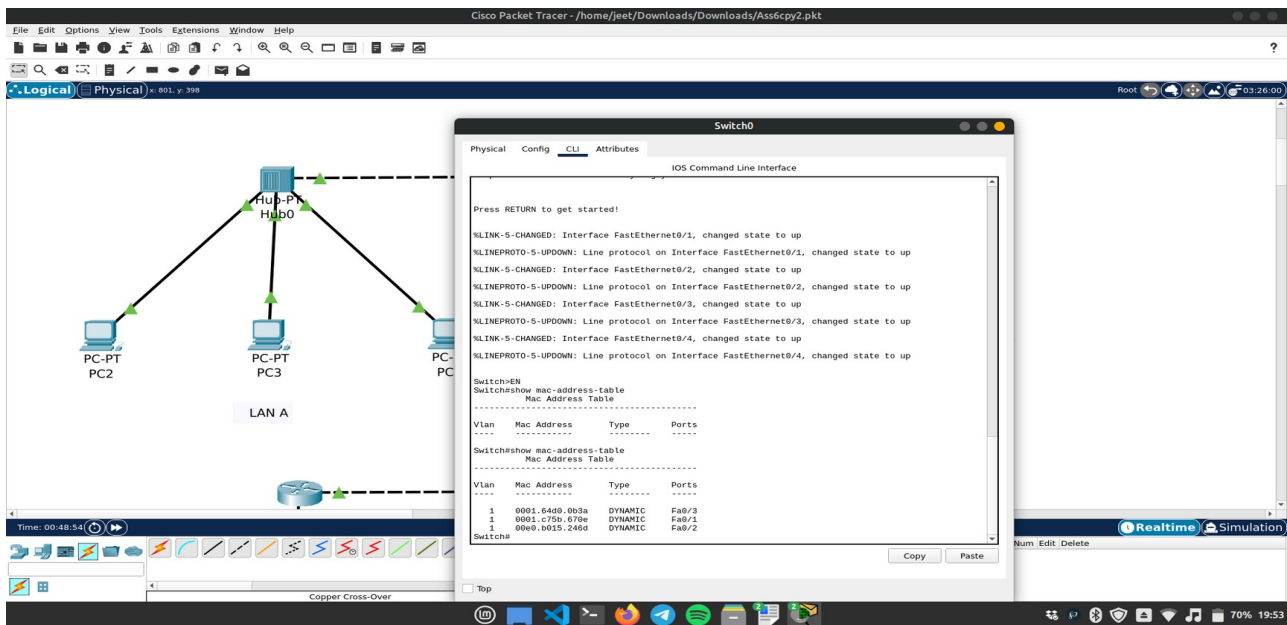 Cisco Packet Tracer - /home/jeet/Downloads/Downloads/Ass6cpy2.pkt
File Edit Options View Tools Extensions Window Help
?
Logical Physical x: 801, y: 398
Root 03:26:00
Switch0
Physical Config CLI Attributes
IOS Command Line Interface
Press RETURN to get started!
%LINK-5-CHANGED: Interface FastEthernet0/1, changed state to up
%LINEPROTO-5-UPDOWN: Line protocol on Interface FastEthernet0/1, changed state to up
%LINK-5-CHANGED: Interface FastEthernet0/2, changed state to up
%LINEPROTO-5-UPDOWN: Line protocol on Interface FastEthernet0/2, changed state to up
%LINK-5-CHANGED: Interface FastEthernet0/3, changed state to up
%LINEPROTO-5-UPDOWN: Line protocol on Interface FastEthernet0/3, changed state to up
%LINK-5-CHANGED: Interface FastEthernet0/4, changed state to up
%LINEPROTO-5-UPDOWN: Line protocol on Interface FastEthernet0/4, changed state to up
Switch>EN
Switch#show mac-address-table
Mac Address Table
-------------------------------------------
Vlan Mac Address Type Ports
---- ----------- -------- -----
Switch#show mac-address-table
Mac Address Table
-------------------------------------------
Vlan Mac Address Type Ports
---- ----------- -------- -----
1 0001.64d0.0b3a DYNAMIC Fa0/3
1 0001.c75b.670e DYNAMIC Fa0/1
1 00e0.b015.246d DYNAMIC Fa0/2
Switch#
Copy Paste
Top
Hub-PT
Hub0
PC-PT
PC2
PC-PT
PC3
PC-
PC
LAN A
Time: 00:48:54
Realtime Simulation
Num Edit Delete
Copper Cross-Over
2 2
70% 19:53